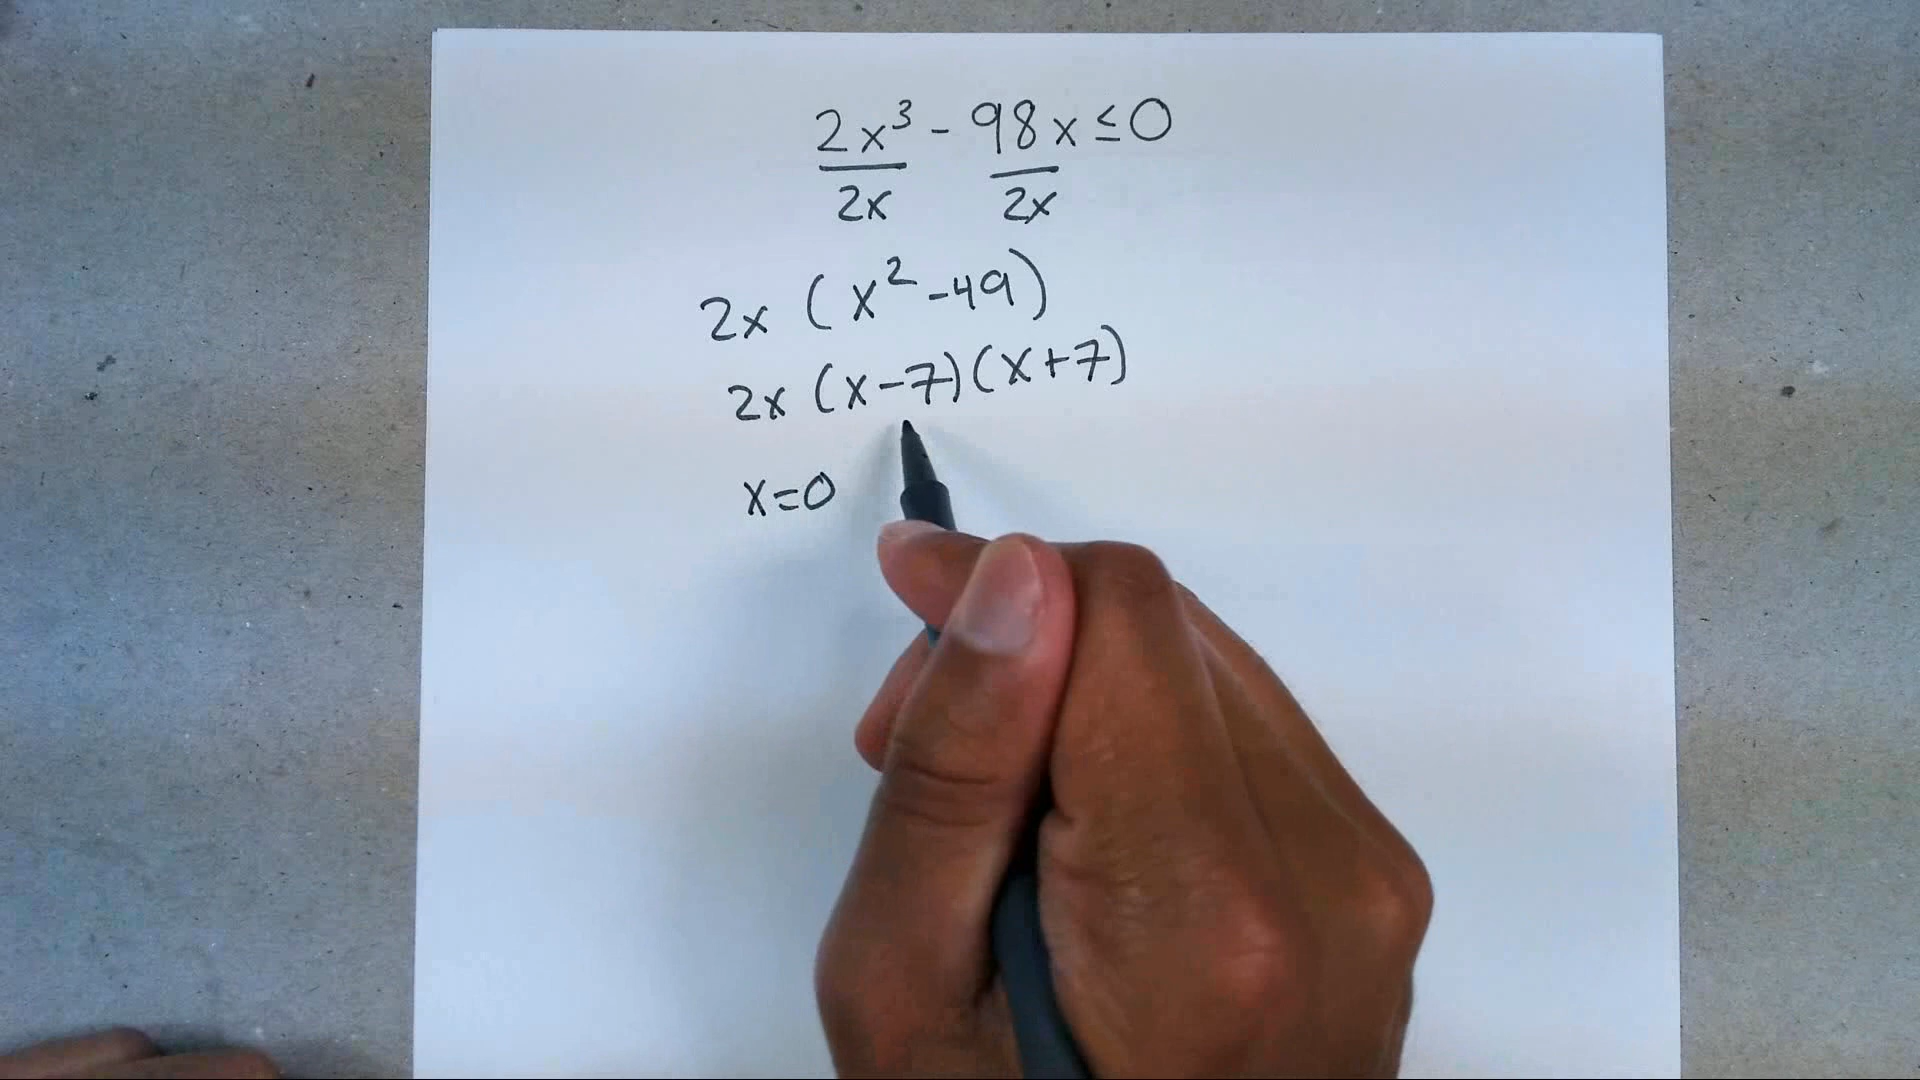 2x³ - 98x ≤ 0
2x 2x
2x (x² - 49)
2x (x - 7)(x + 7)
x = 0